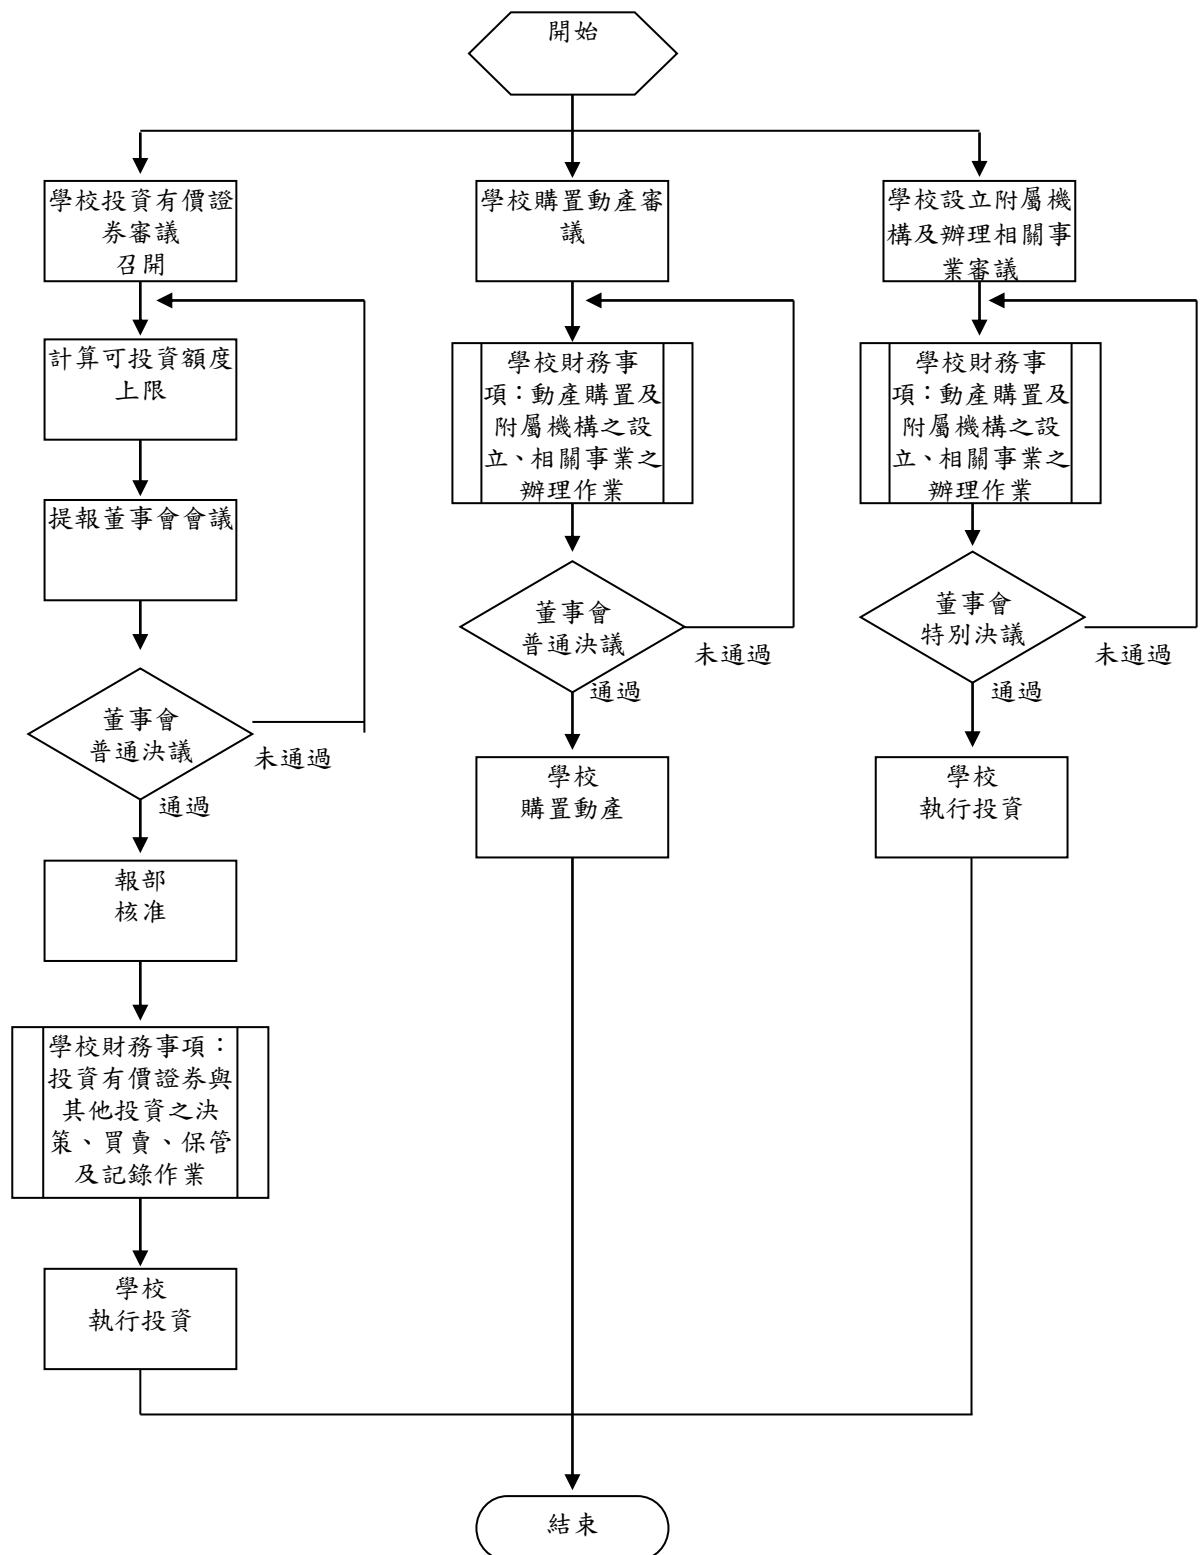 開始
學校投資有價證
券審議
召開
計算可投資額度
上限
提報董事會會議
董事會
普通決議
未通過
通過
報部
核准
學校財務事項：
投資有價證券與
其他投資之決
策、買賣、保管
及記錄作業
學校
執行投資
學校購置動產審
議
學校財務事
項：動產購置及
附屬機構之設
立、相關事業之
辦理作業
董事會
普通決議
未通過
通過
學校
購置動產
學校設立附屬機
構及辦理相關事
業審議
學校財務事
項：動產購置及
附屬機構之設
立、相關事業之
辦理作業
董事會
特別決議
未通過
通過
學校
執行投資
結束